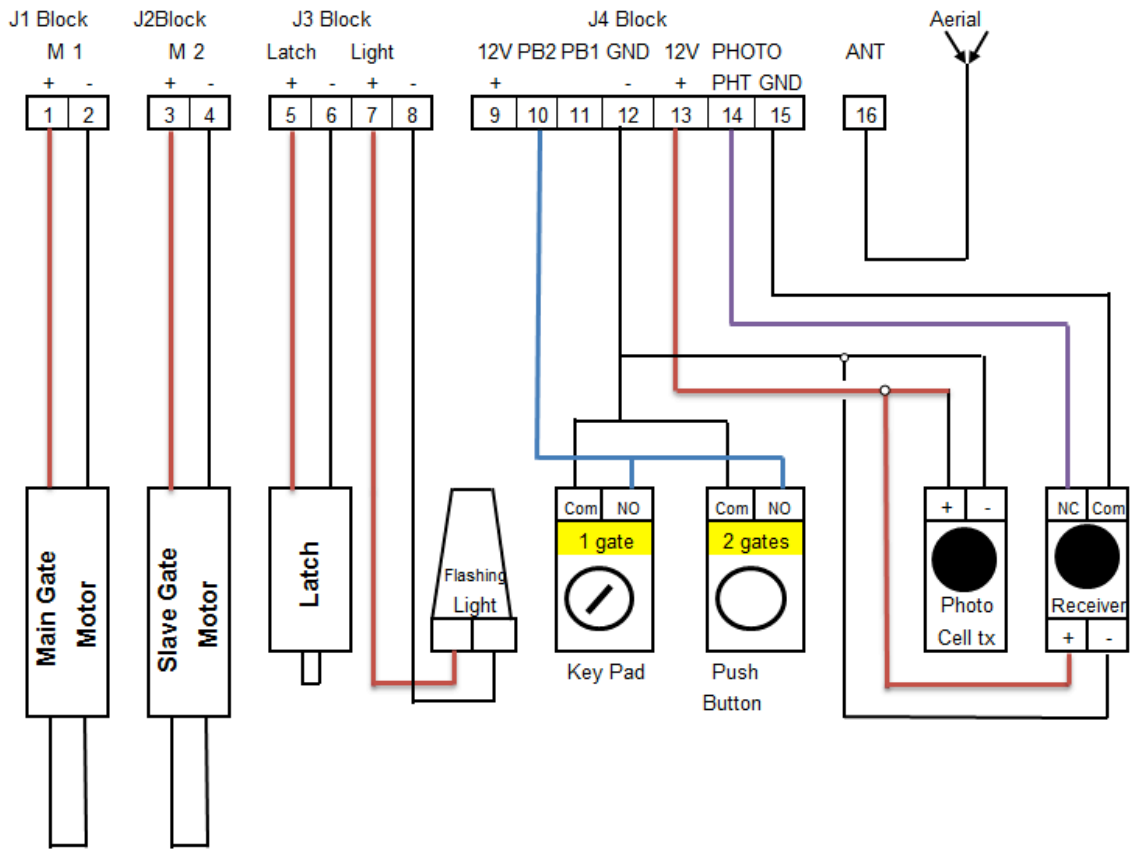 J1 Block J2Block J3 Block J4 Block Aerial
M 1 M 2 Latch Light 12V PB2 PB1 GND 12V PHOTO ANT
+ - + - + - + - + - + PHT GND
1 2 3 4 5 6 7 8 9 10 11 12 13 14 15 16
Main Gate
Motor
Slave Gate
Motor
Latch
Flashing
Light
Com NO
1 gate
Key Pad
Com NO
2 gates
Push
Button
+ -
Photo
Cell tx
NC Com
Receiver
+ -